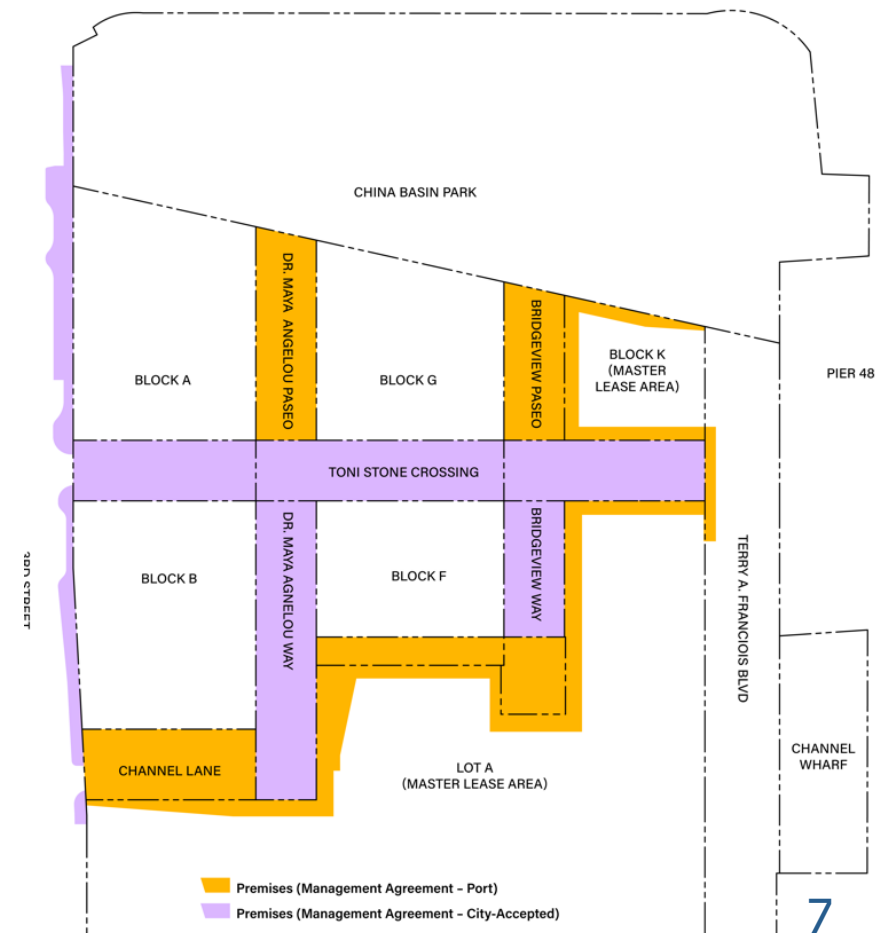 CHINA BASIN PARK
DR. MAYA ANGELOU PASEO
BRIDGEVIEW PASEO
BLOCK K
(MASTER
LEASE AREA)
PIER 48
BLOCK A
BLOCK G
TONI STONE CROSSING
DR. MAYA AGNELOU WAY
BRIDGEVIEW WAY
3RD STREET
BLOCK B
BLOCK F
TERRY A. FRANCIOIS BLVD
CHANNEL LANE
LOT A
(MASTER LEASE AREA)
CHANNEL
WHARF
Premises (Management Agreement – Port)
Premises (Management Agreement – City-Accepted)
7